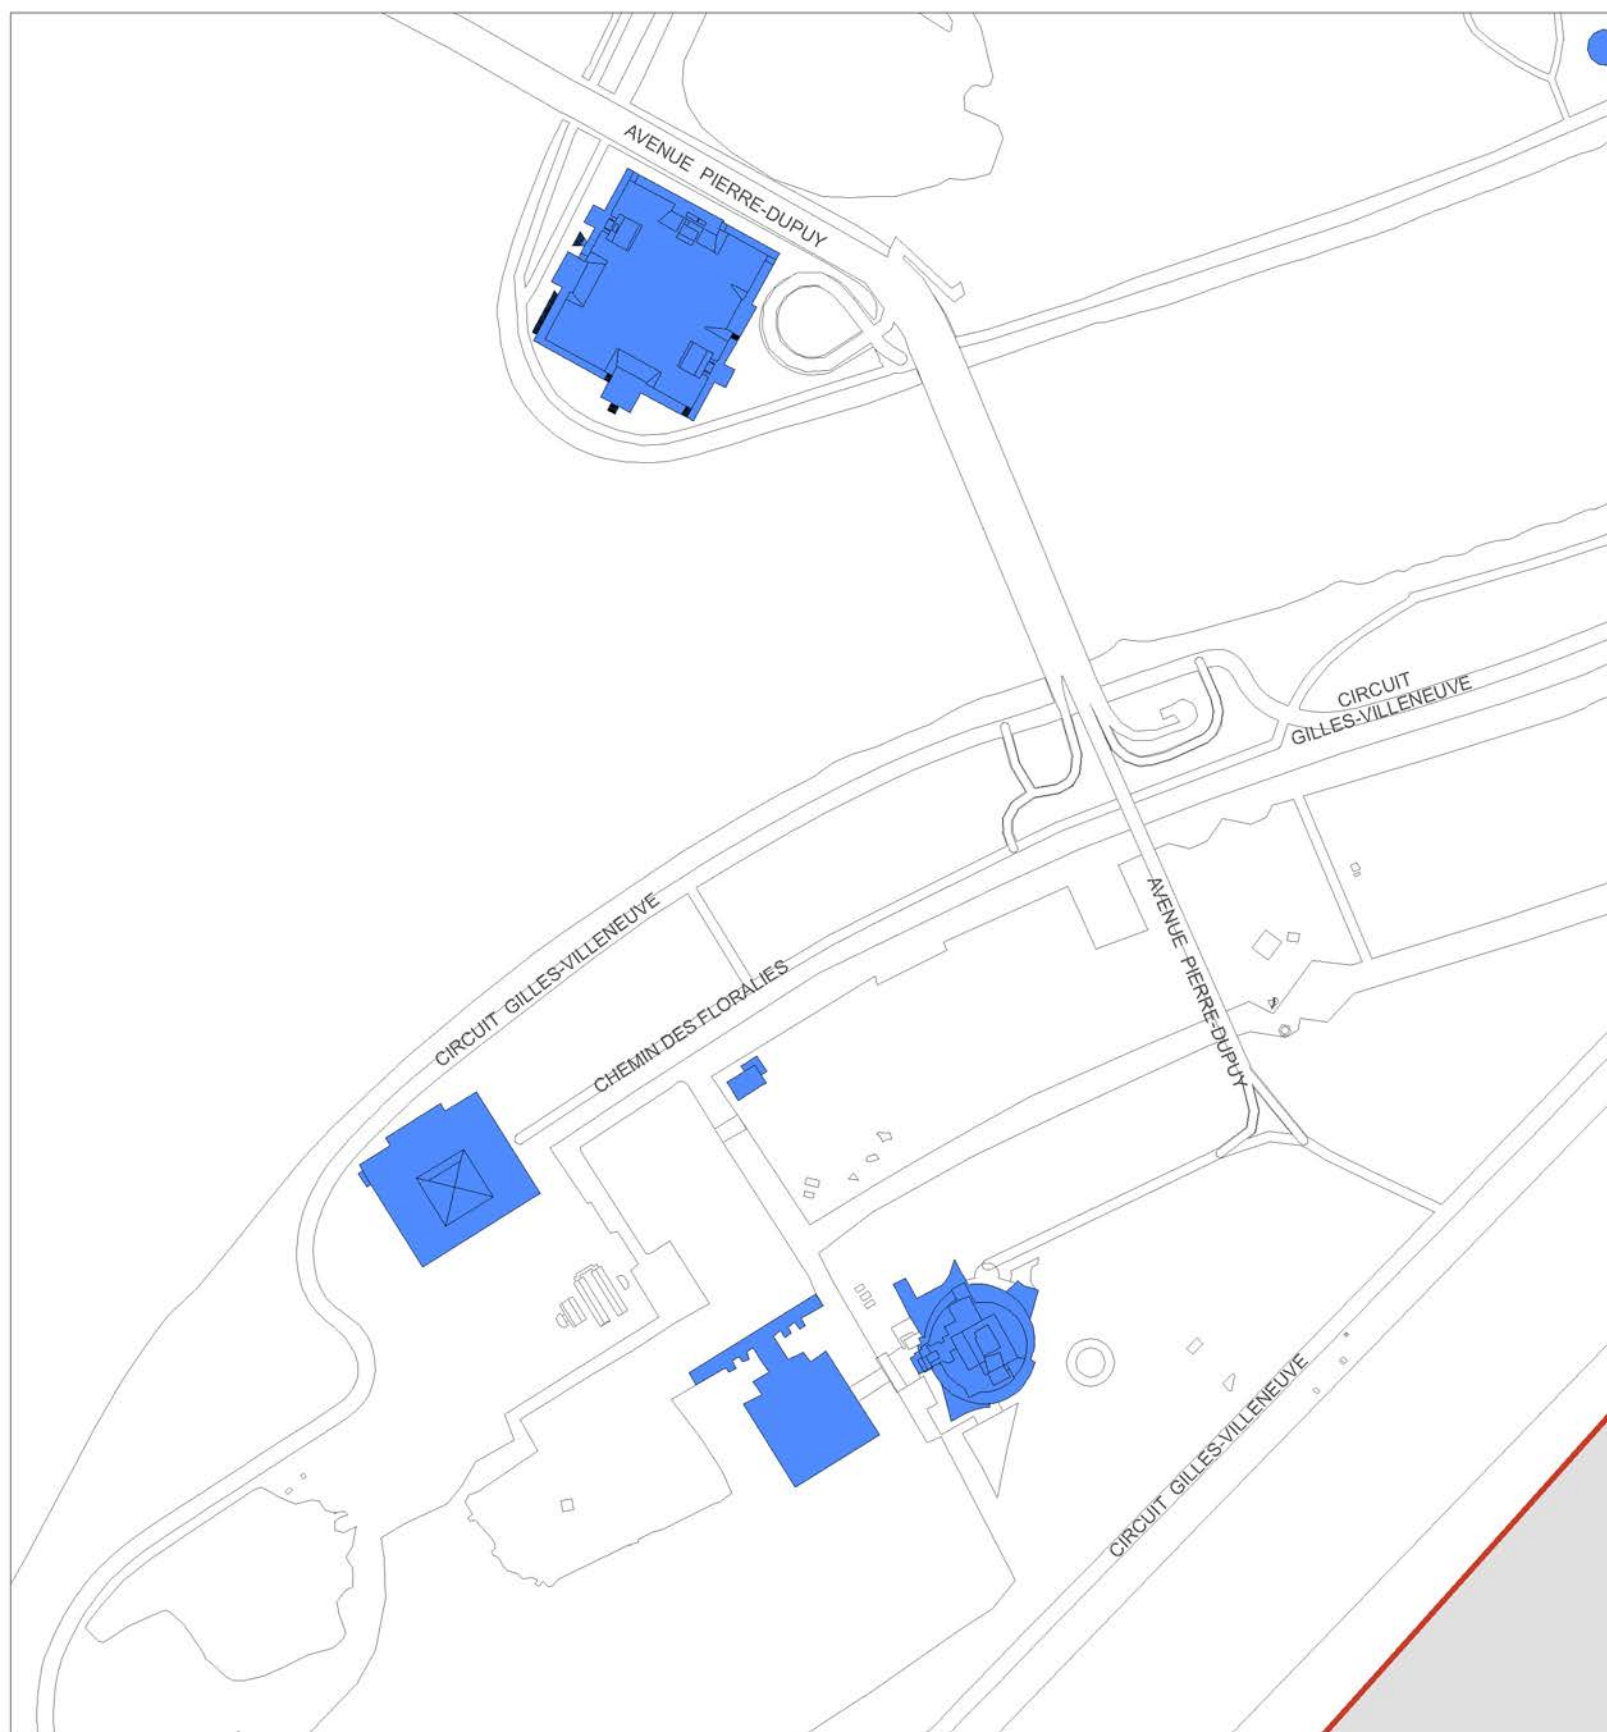 AVENUE PIERRE-DUPUY
CIRCUIT
GILLES-VILLENEUVE
CIRCUIT GILLES-VILLENEUVE
AVENUE PIERRE-DUPUY
CHEMIN DES FLORALIES
CIRCUIT GILLES-VILLENEUVE